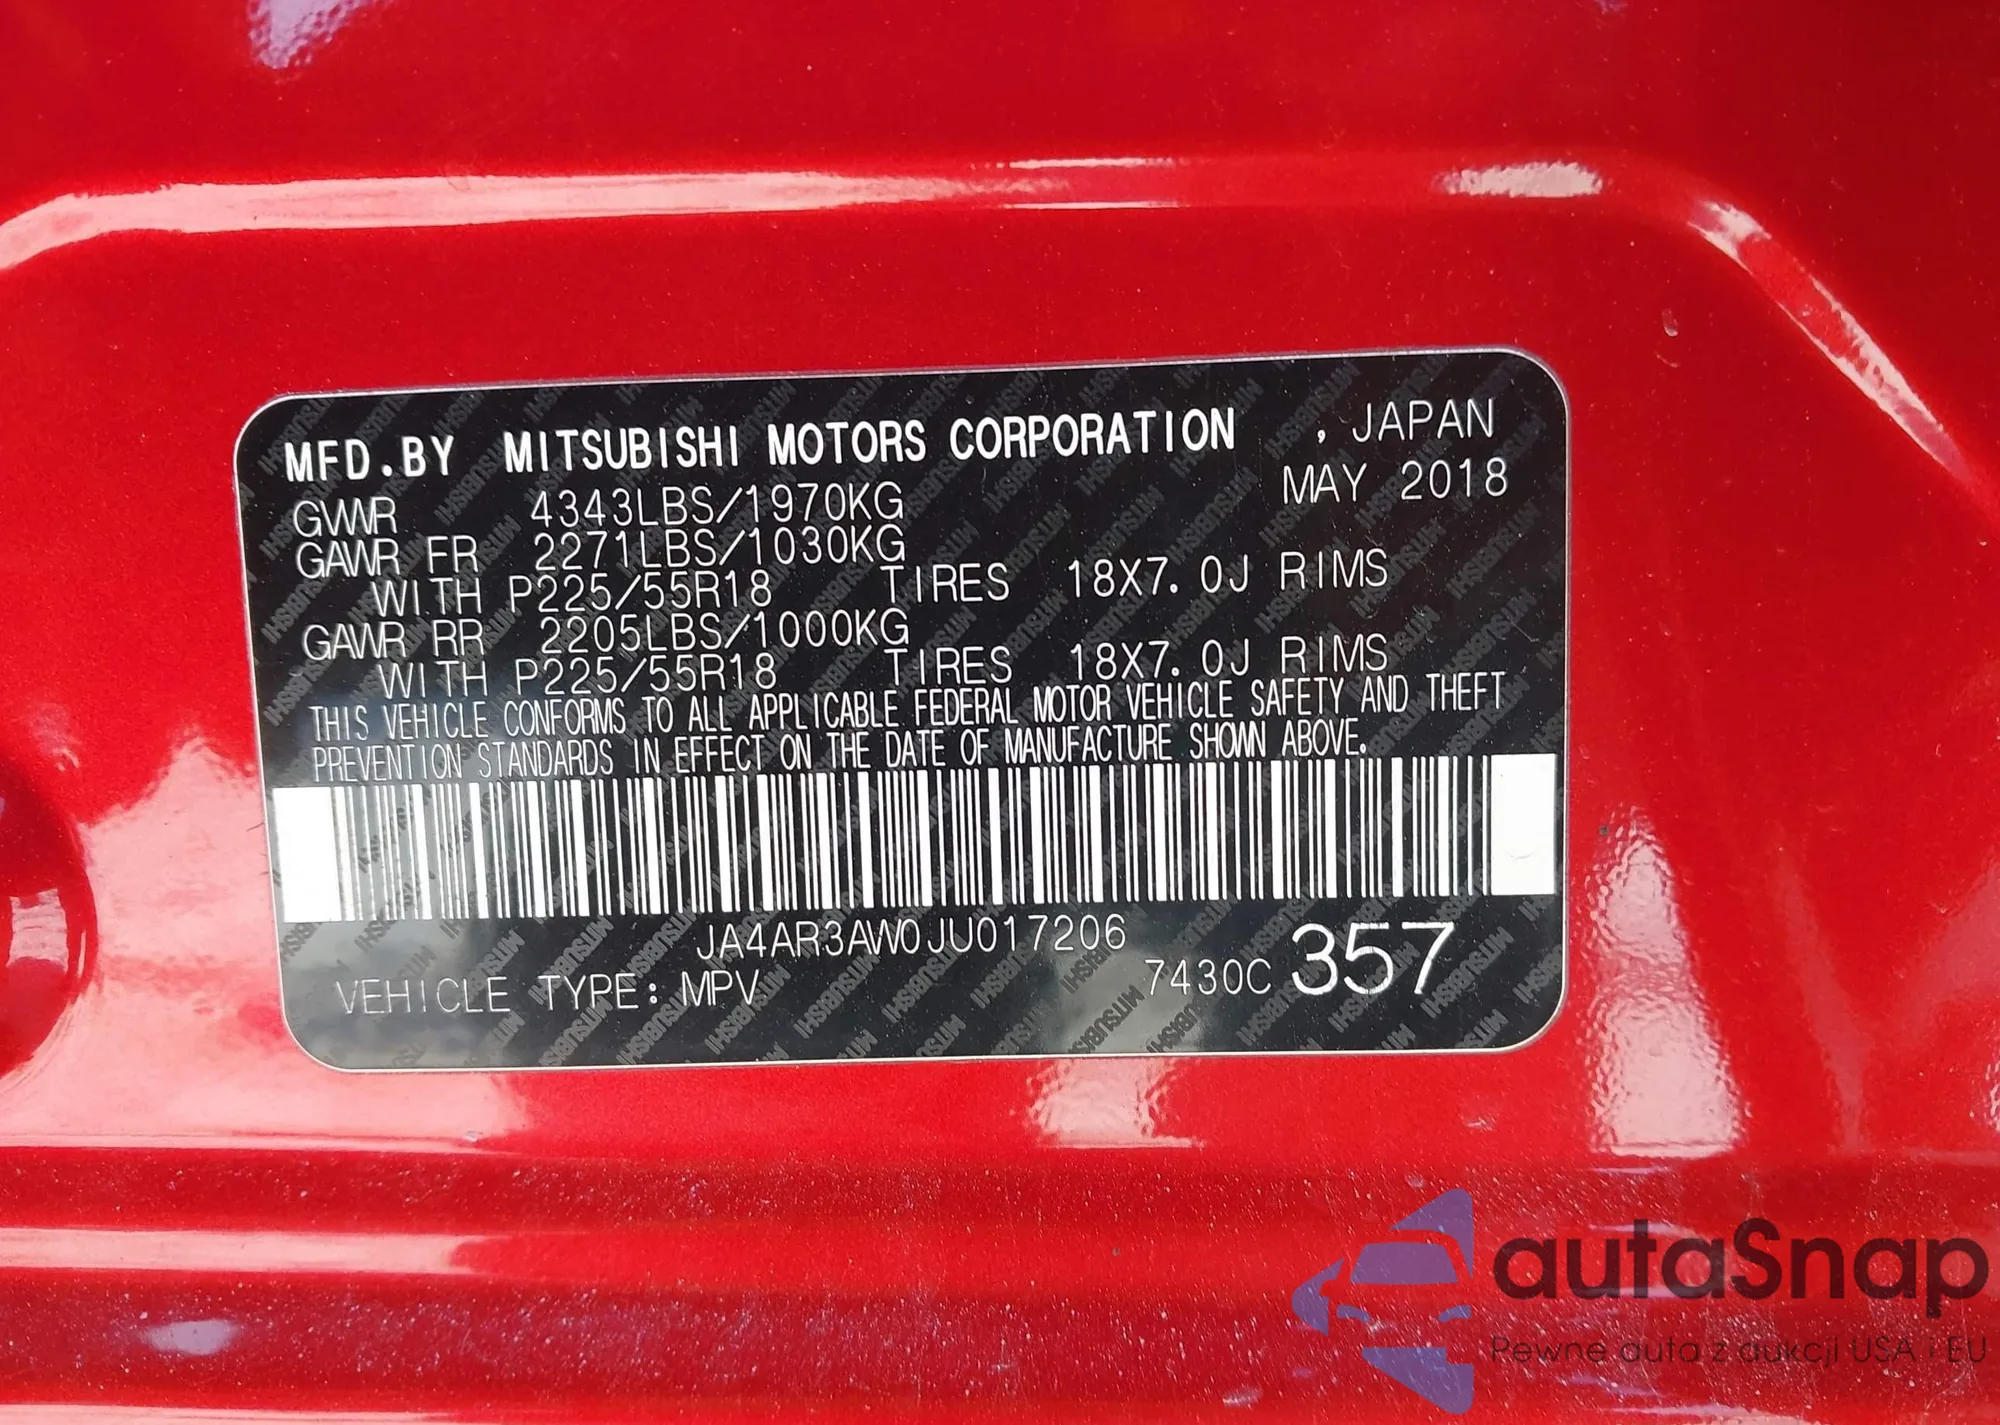 MFD.BY MITSUBISHI MOTORS CORPORATION , JAPAN
MAY 2018
GVWR 4343LBS/1970KG
GAWR FR 2271LBS/1030KG
WITH P225/55R18 TIRES 18X7.0J RIMS
GAWR RR 2205LBS/1000KG
WITH P225/55R18 TIRES 18X7.0J RIMS
THIS VEHICLE CONFORMS TO ALL APPLICABLE FEDERAL MOTOR VEHICLE SAFETY AND THEFT
PREVENTION STANDARDS IN EFFECT ON THE DATE OF MANUFACTURE SHOWN ABOVE.
JA4AR3AW0JU017206
VEHICLE TYPE: MPV 7430C 357
autaSnap
Pewne auta z aukcji USA i EU